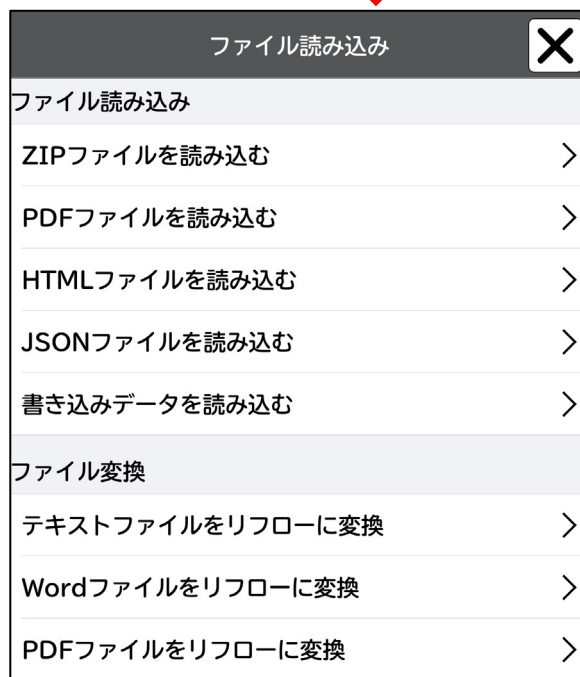 ファイル読み込み
ファイル読み込み
ZIPファイルを読み込む
PDFファイルを読み込む
HTMLファイルを読み込む
JSONファイルを読み込む
書き込みデータを読み込む
ファイル変換
テキストファイルをリフローに変換
Wordファイルをリフローに変換
PDFファイルをリフローに変換